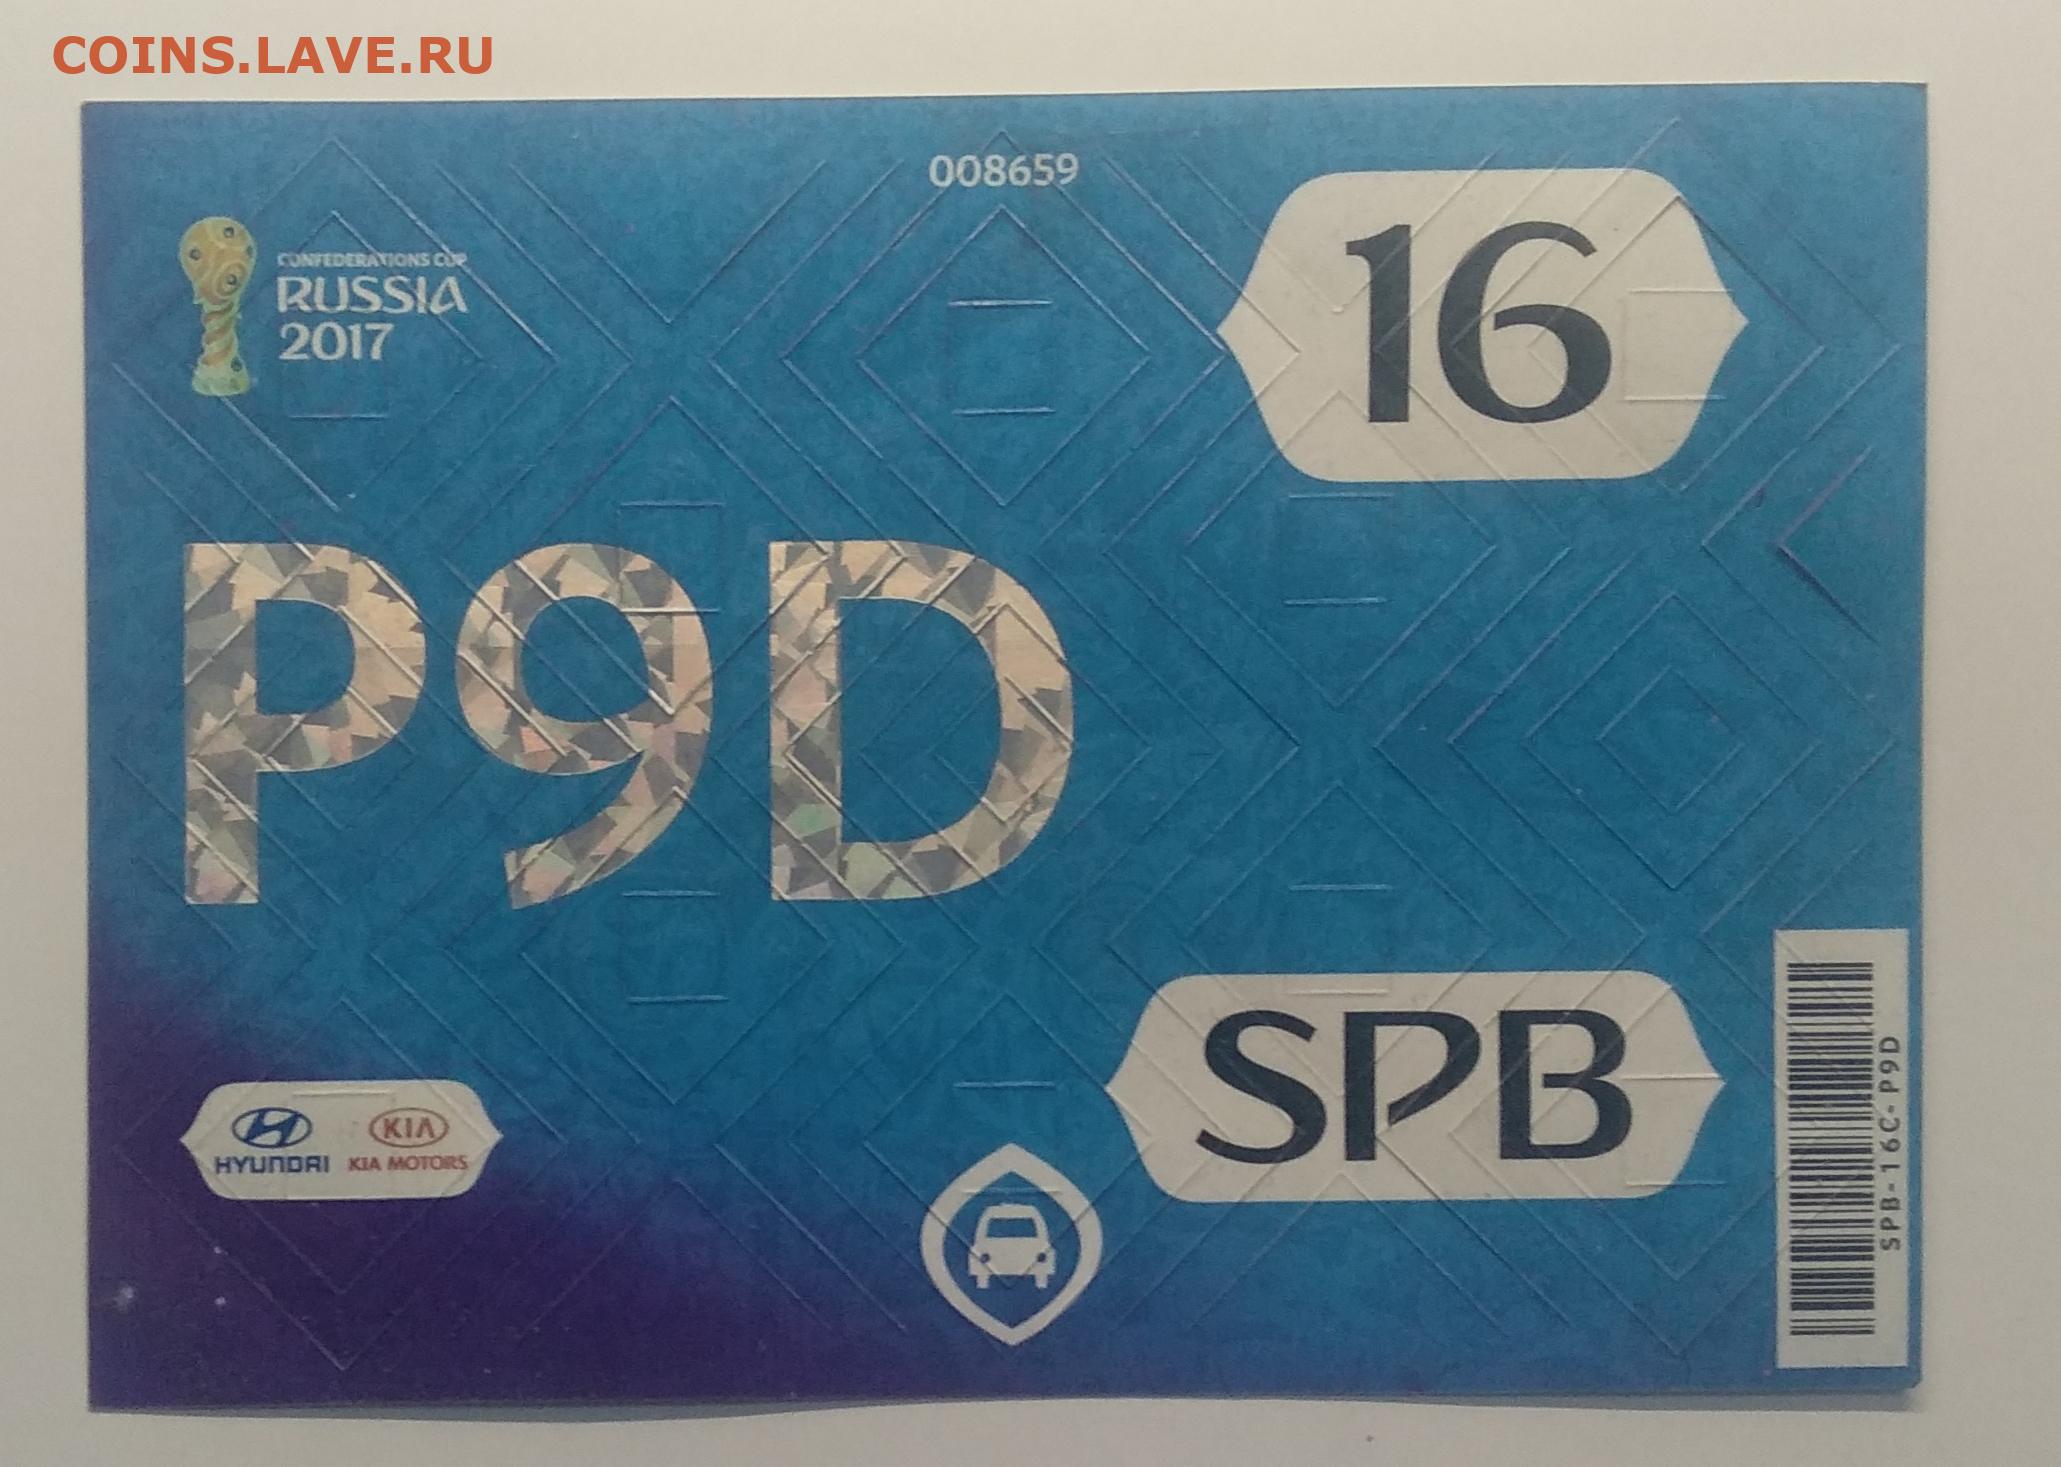 COINS.LAVE.RU
008659
16
CONFEDERATIONS CUP
RUSSIA
2017
P9D
SPB
HYUNDAI
KIA
KIA MOTORS
SPB-16C-P9D